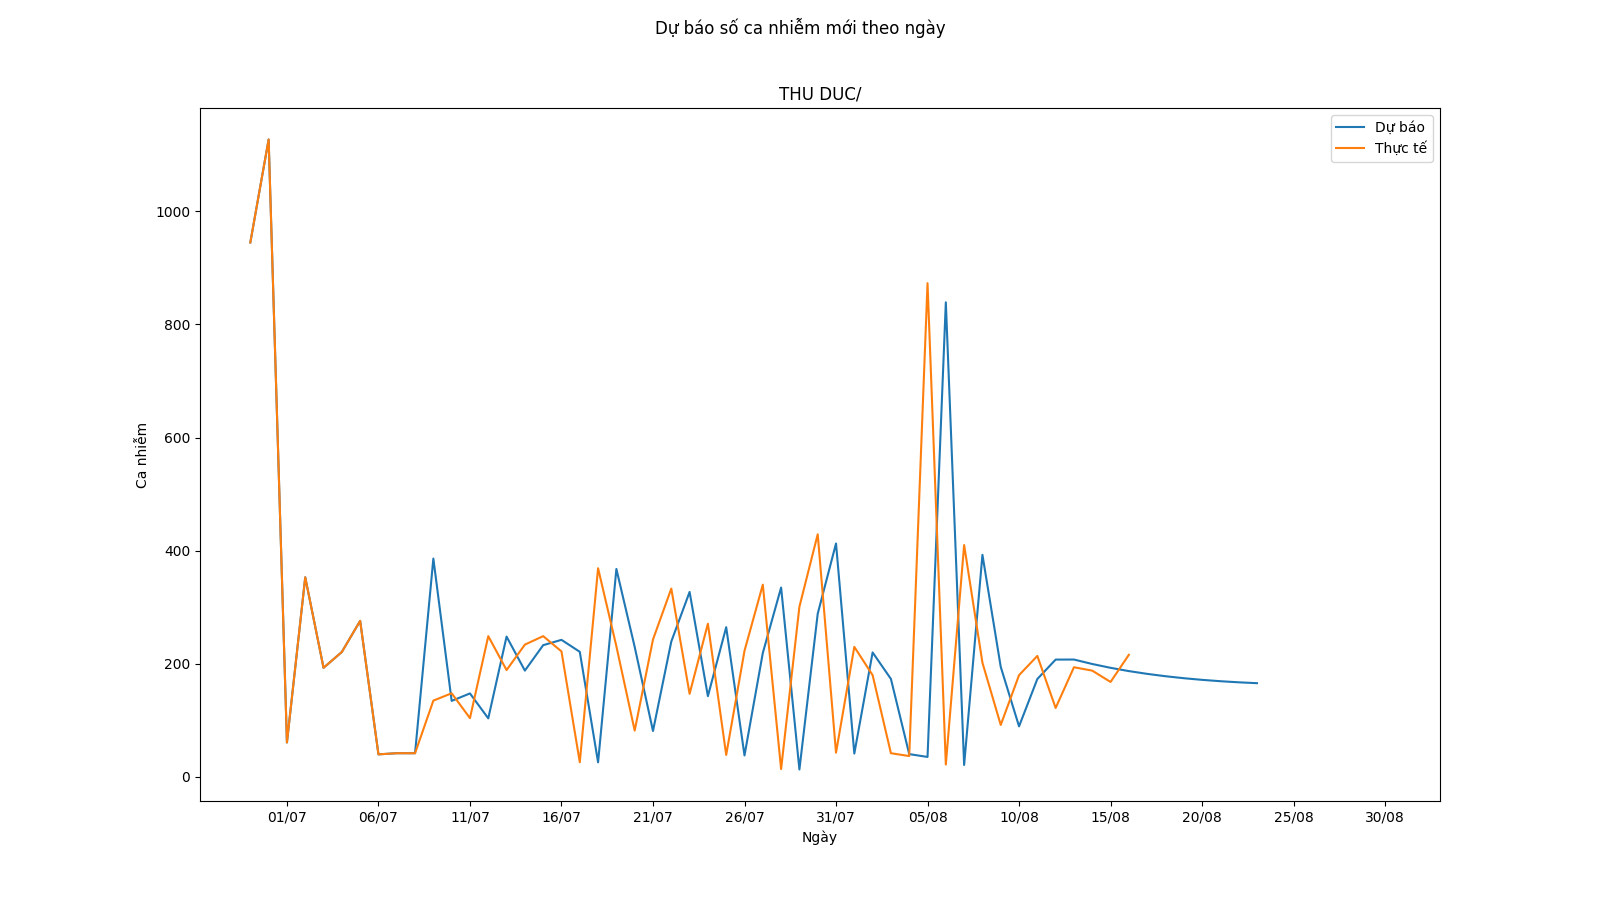 Dự báo số ca nhiễm mới theo ngày
THU DUC/
Dự báo
Thực tế
1000
800
600
400
200
0
Ca nhiễm
01/07 06/07 11/07 16/07 21/07 26/07 31/07 05/08 10/08 15/08 20/08 25/08 30/08
Ngày